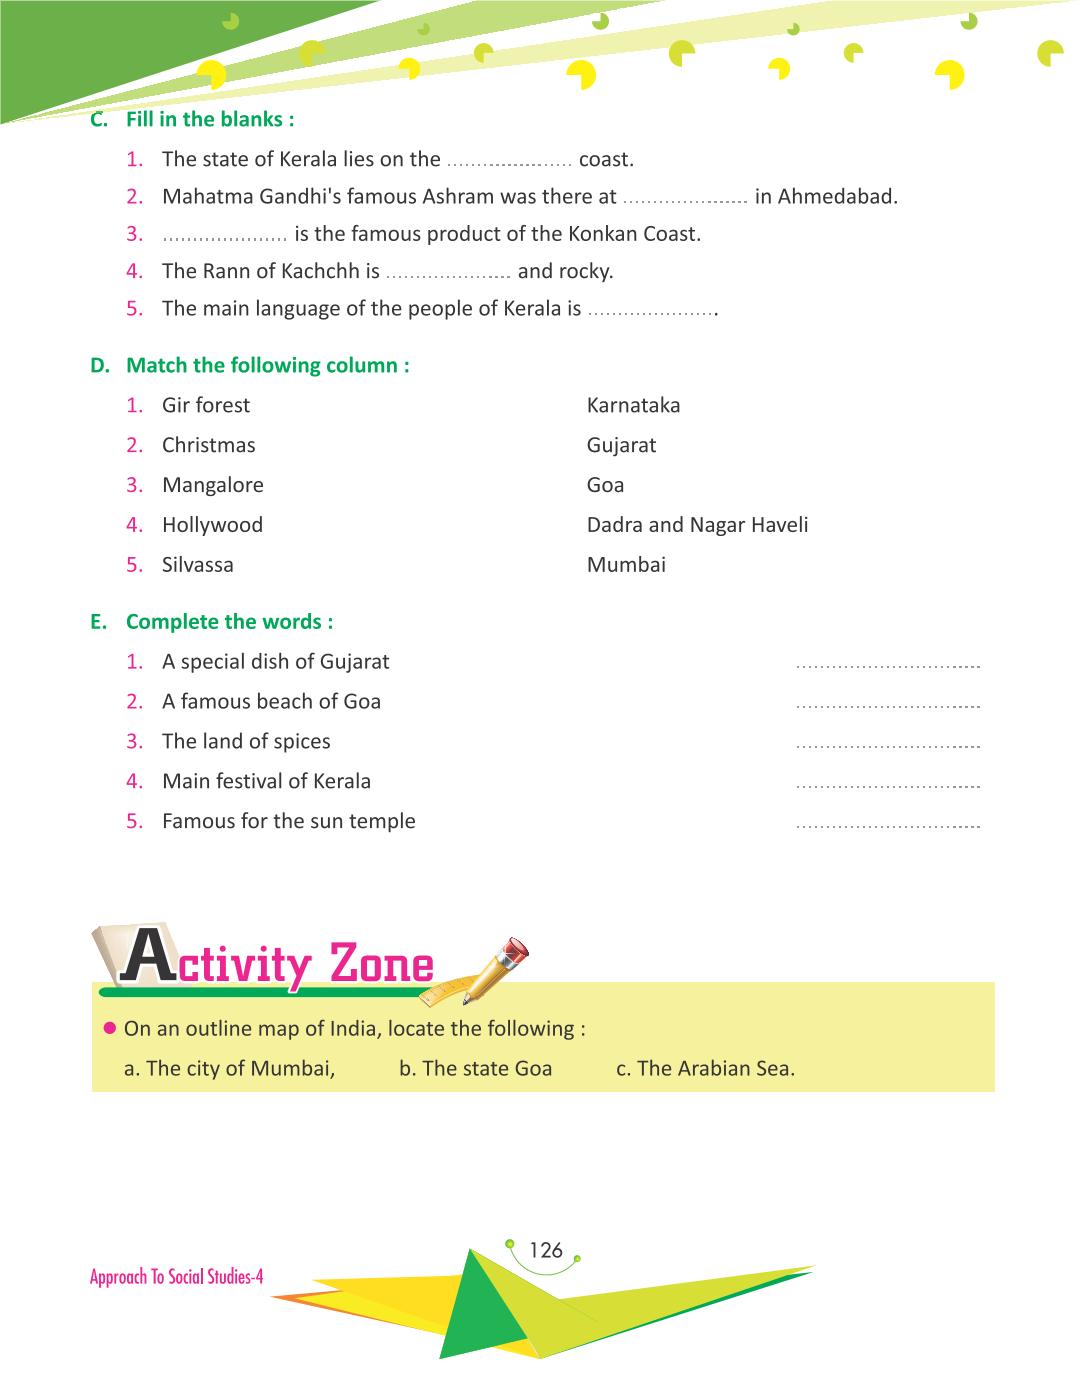 C. Fill in the blanks :
1. The state of Kerala lies on the ..................... coast.
2. Mahatma Gandhi's famous Ashram was there at ..................... in Ahmedabad.
3. ..................... is the famous product of the Konkan Coast.
4. The Rann of Kachchh is ..................... and rocky.
5. The main language of the people of Kerala is .....................
D. Match the following column :
1. Gir forest Karnataka
2. Christmas Gujarat
3. Mangalore Goa
4. Hollywood Dadra and Nagar Haveli
5. Silvassa Mumbai
E. Complete the words :
1. A special dish of Gujarat ...............................
2. A famous beach of Goa ...............................
3. The land of spices ...............................
4. Main festival of Kerala ...............................
5. Famous for the sun temple ...............................
Activity Zone
● On an outline map of India, locate the following :
a. The city of Mumbai, b. The state Goa c. The Arabian Sea.
126
Approach To Social Studies-4